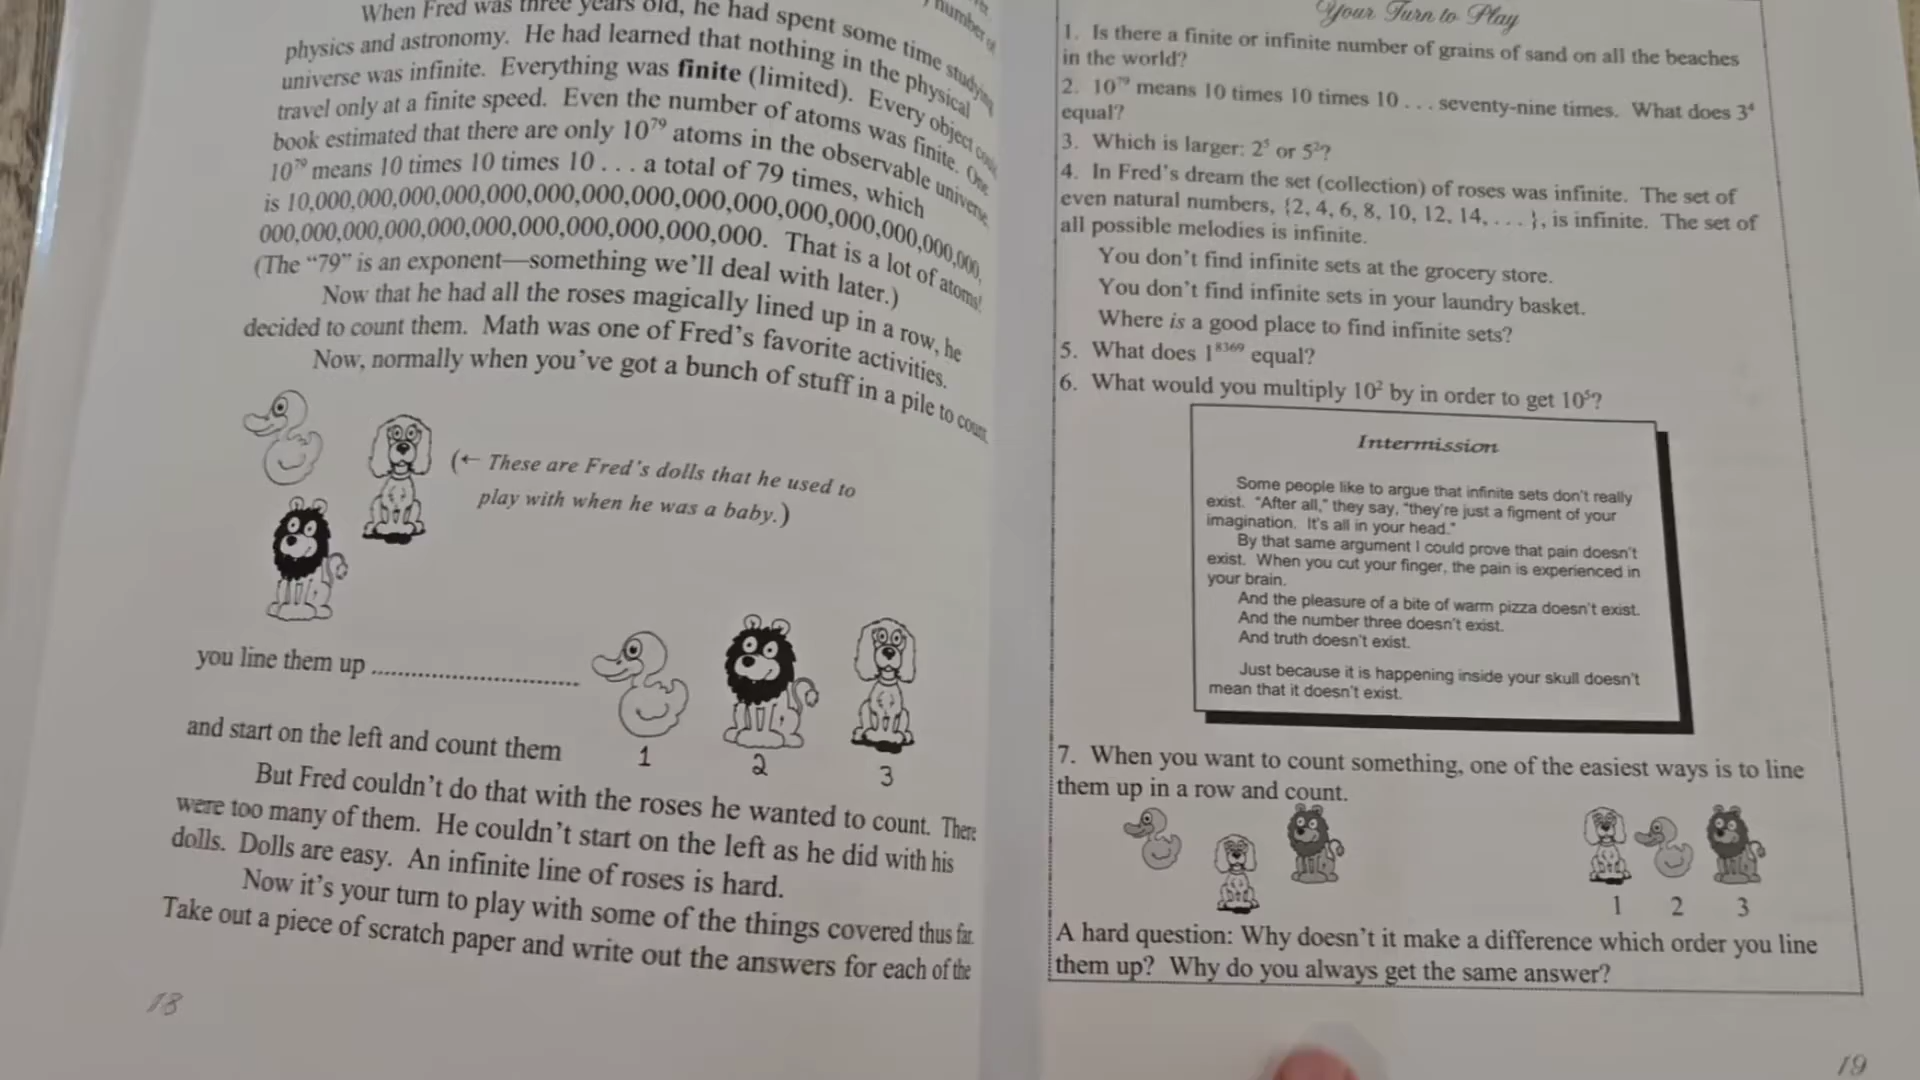 number of
When Fred was three years old, he had spent some time studying
physics and astronomy. He had learned that nothing in the physical
universe was infinite. Everything was finite (limited). Every object could
travel only at a finite speed. Even the number of atoms was finite. One
book estimated that there are only 10⁷⁹ atoms in the observable universe.
10⁷⁹ means 10 times 10 times 10 . . . a total of 79 times, which
is 10,000,000,000,000,000,000,000,000,000,000,000,000,000,000,000,000,
000,000,000,000,000,000,000,000,000,000,000. That is a lot of atoms!
(The “79” is an exponent—something we’ll deal with later.)
Now that he had all the roses magically lined up in a row, he
decided to count them. Math was one of Fred’s favorite activities.
Now, normally when you’ve got a bunch of stuff in a pile to count
(← These are Fred’s dolls that he used to
play with when he was a baby.)
you line them up ....................................
and start on the left and count them
1 2 3
But Fred couldn’t do that with the roses he wanted to count. There
were too many of them. He couldn’t start on the left as he did with his
dolls. Dolls are easy. An infinite line of roses is hard.
Now it’s your turn to play with some of the things covered thus far.
Take out a piece of scratch paper and write out the answers for each of the
18
Your Turn to Play
1. Is there a finite or infinite number of grains of sand on all the beaches
in the world?
2. 10⁷⁹ means 10 times 10 times 10 . . . seventy-nine times. What does 3⁴
equal?
3. Which is larger: 2⁵ or 5²?
4. In Fred’s dream the set (collection) of roses was infinite. The set of
even natural numbers, {2, 4, 6, 8, 10, 12, 14, . . . }, is infinite. The set of
all possible melodies is infinite.
You don’t find infinite sets at the grocery store.
You don’t find infinite sets in your laundry basket.
Where is a good place to find infinite sets?
5. What does 1⁸³⁶⁹ equal?
6. What would you multiply 10² by in order to get 10⁵?
Intermission
Some people like to argue that infinite sets don’t really
exist. “After all,” they say, “they’re just a figment of your
imagination. It’s all in your head.”
By that same argument I could prove that pain doesn’t
exist. When you cut your finger, the pain is experienced in
your brain.
And the pleasure of a bite of warm pizza doesn’t exist.
And the number three doesn’t exist.
And truth doesn’t exist.
Just because it is happening inside your skull doesn’t
mean that it doesn’t exist.
7. When you want to count something, one of the easiest ways is to line
them up in a row and count.
1 2 3
A hard question: Why doesn’t it make a difference which order you line
them up? Why do you always get the same answer?
19